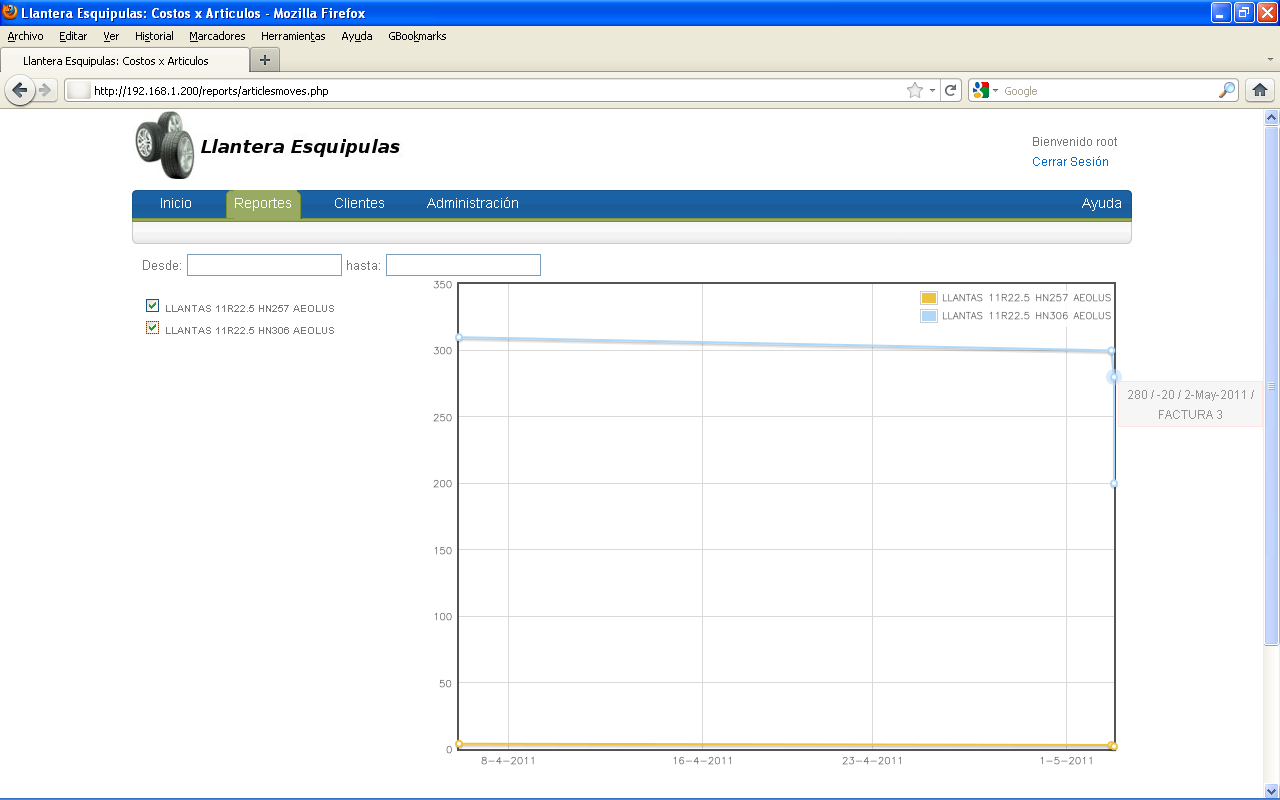 Llantera Esquipulas: Costos x Articulos - Mozilla Firefox
Archivo Editar Ver Historial Marcadores Herramientas Ayuda GBookmarks
Llantera Esquipulas: Costos x Articulos
http://192.168.1.200/reports/articlesmoves.php
Google
Llantera Esquipulas
Bienvenido root
Cerrar Sesión
Inicio Reportes Clientes Administración Ayuda
Desde: hasta:
LLANTAS 11R22.5 HN257 AEOLUS
LLANTAS 11R22.5 HN306 AEOLUS
350
300
250
200
150
100
50
0
LLANTAS 11R22.5 HN257 AEOLUS
LLANTAS 11R22.5 HN306 AEOLUS
280 / -20 / 2-May-2011 /
FACTURA 3
8-4-2011 16-4-2011 23-4-2011 1-5-2011